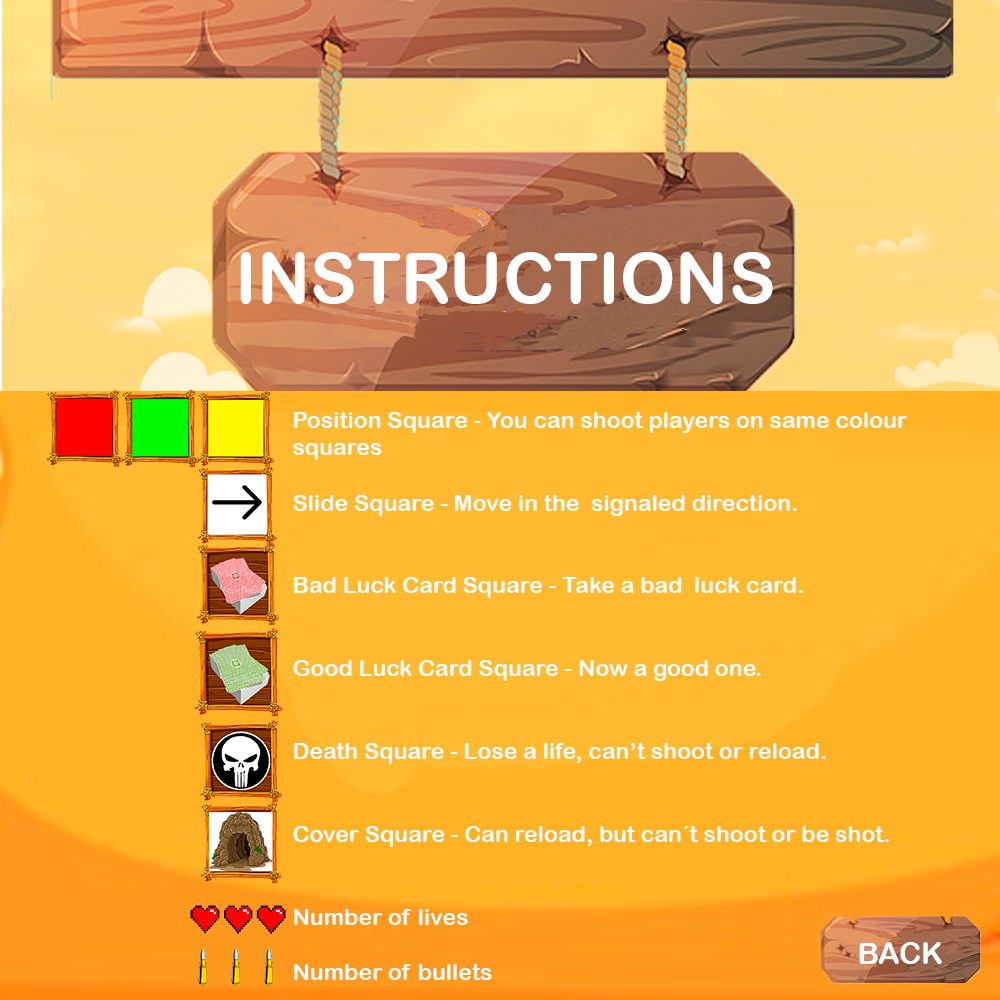 INSTRUCTIONS
Position Square - You can shoot players on same colour
squares
Slide Square - Move in the  signaled direction.
Bad Luck Card Square - Take a bad  luck card.
Good Luck Card Square - Now a good one.
Death Square - Lose a life, can’t shoot or reload.
Cover Square - Can reload, but can´t shoot or be shot.
Number of lives
BACK
Number of bullets